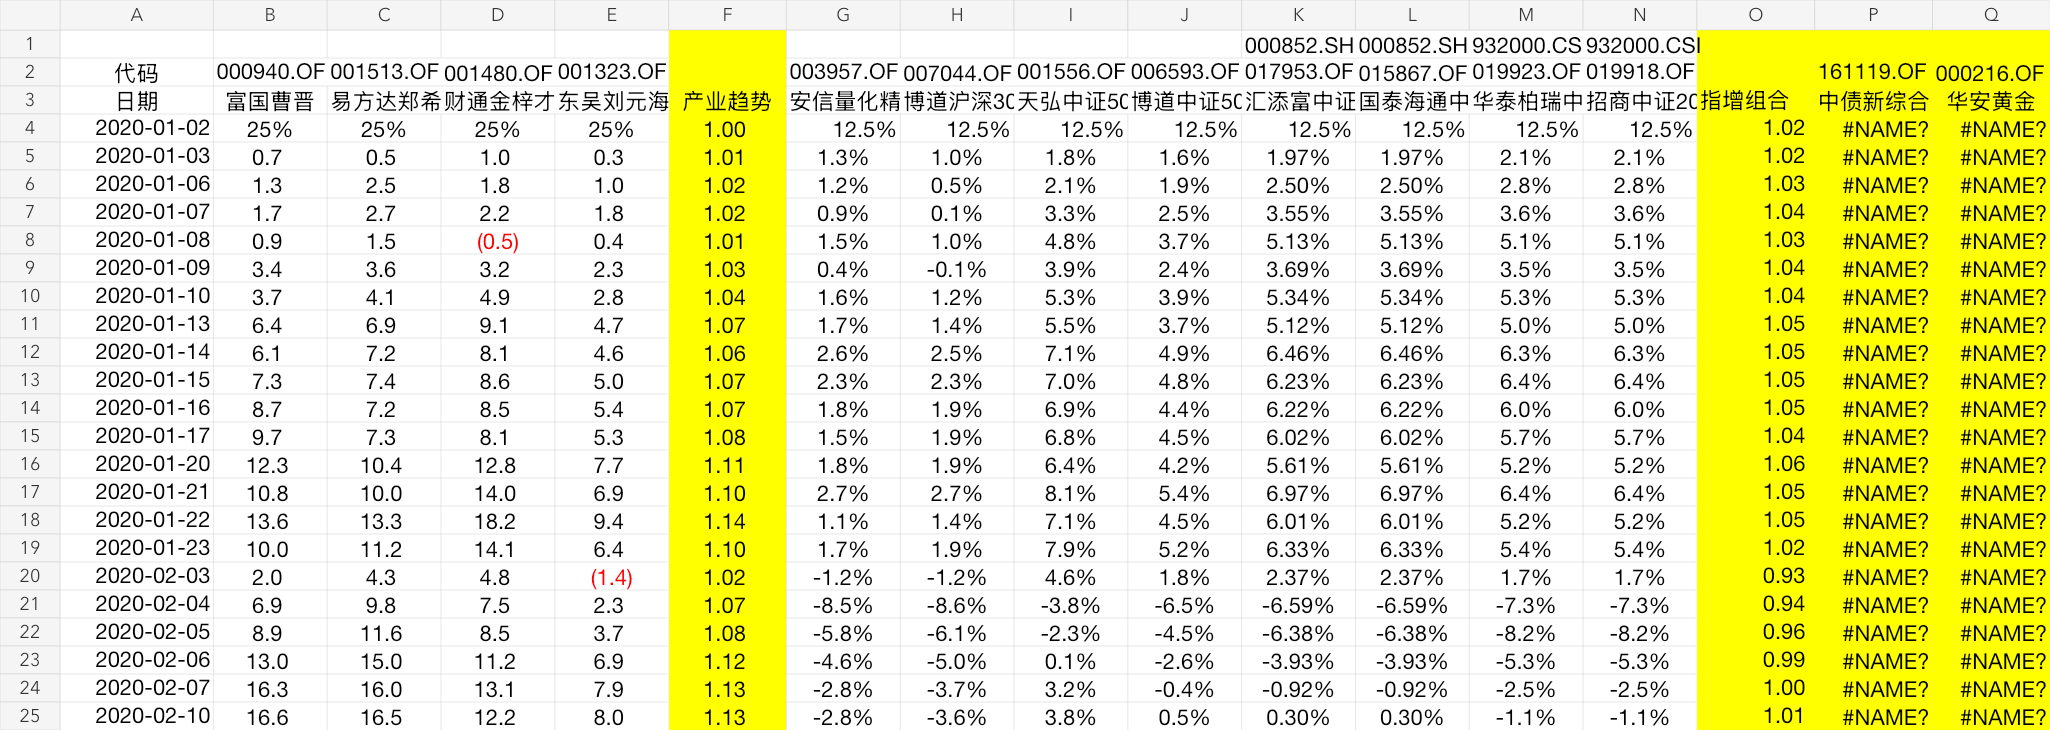 A B C D E F G H I J K L M N O P Q
1 000852.SH 000852.SH 932000.CS 932000.CSI
2 代码 000940.OF 001513.OF 001480.OF 001323.OF 003957.OF 007044.OF 001556.OF 006593.OF 017953.OF 015867.OF 019923.OF 019918.OF 161119.OF 000216.OF
3 日期 富国曹晋 易方达郑希 财通金梓才 东吴刘元海 产业趋势 安信量化精 博道沪深30 天弘中证50 博道中证50 汇添富中证 国泰海通中 华泰柏瑞中 招商中证20 指增组合 中债新综合 华安黄金
4 2020-01-02 25% 25% 25% 25% 1.00 12.5% 12.5% 12.5% 12.5% 12.5% 12.5% 12.5% 12.5% 1.02 #NAME? #NAME?
5 2020-01-03 0.7 0.5 1.0 0.3 1.01 1.3% 1.0% 1.8% 1.6% 1.97% 1.97% 2.1% 2.1% 1.02 #NAME? #NAME?
6 2020-01-06 1.3 2.5 1.8 1.0 1.02 1.2% 0.5% 2.1% 1.9% 2.50% 2.50% 2.8% 2.8% 1.03 #NAME? #NAME?
7 2020-01-07 1.7 2.7 2.2 1.8 1.02 0.9% 0.1% 3.3% 2.5% 3.55% 3.55% 3.6% 3.6% 1.04 #NAME? #NAME?
8 2020-01-08 0.9 1.5 (0.5) 0.4 1.01 1.5% 1.0% 4.8% 3.7% 5.13% 5.13% 5.1% 5.1% 1.03 #NAME? #NAME?
9 2020-01-09 3.4 3.6 3.2 2.3 1.03 0.4% -0.1% 3.9% 2.4% 3.69% 3.69% 3.5% 3.5% 1.04 #NAME? #NAME?
10 2020-01-10 3.7 4.1 4.9 2.8 1.04 1.6% 1.2% 5.3% 3.9% 5.34% 5.34% 5.3% 5.3% 1.04 #NAME? #NAME?
11 2020-01-13 6.4 6.9 9.1 4.7 1.07 1.7% 1.4% 5.5% 3.7% 5.12% 5.12% 5.0% 5.0% 1.05 #NAME? #NAME?
12 2020-01-14 6.1 7.2 8.1 4.6 1.06 2.6% 2.5% 7.1% 4.9% 6.46% 6.46% 6.3% 6.3% 1.05 #NAME? #NAME?
13 2020-01-15 7.3 7.4 8.6 5.0 1.07 2.3% 2.3% 7.0% 4.8% 6.23% 6.23% 6.4% 6.4% 1.05 #NAME? #NAME?
14 2020-01-16 8.7 7.2 8.5 5.4 1.07 1.8% 1.9% 6.9% 4.4% 6.22% 6.22% 6.0% 6.0% 1.05 #NAME? #NAME?
15 2020-01-17 9.7 7.3 8.1 5.3 1.08 1.5% 1.9% 6.8% 4.5% 6.02% 6.02% 5.7% 5.7% 1.04 #NAME? #NAME?
16 2020-01-20 12.3 10.4 12.8 7.7 1.11 1.8% 1.9% 6.4% 4.2% 5.61% 5.61% 5.2% 5.2% 1.06 #NAME? #NAME?
17 2020-01-21 10.8 10.0 14.0 6.9 1.10 2.7% 2.7% 8.1% 5.4% 6.97% 6.97% 6.4% 6.4% 1.05 #NAME? #NAME?
18 2020-01-22 13.6 13.3 18.2 9.4 1.14 1.1% 1.4% 7.1% 4.5% 6.01% 6.01% 5.2% 5.2% 1.05 #NAME? #NAME?
19 2020-01-23 10.0 11.2 14.1 6.4 1.10 1.7% 1.9% 7.9% 5.2% 6.33% 6.33% 5.4% 5.4% 1.02 #NAME? #NAME?
20 2020-02-03 2.0 4.3 4.8 (1.4) 1.02 -1.2% -1.2% 4.6% 1.8% 2.37% 2.37% 1.7% 1.7% 0.93 #NAME? #NAME?
21 2020-02-04 6.9 9.8 7.5 2.3 1.07 -8.5% -8.6% -3.8% -6.5% -6.59% -6.59% -7.3% -7.3% 0.94 #NAME? #NAME?
22 2020-02-05 8.9 11.6 8.5 3.7 1.08 -5.8% -6.1% -2.3% -4.5% -6.38% -6.38% -8.2% -8.2% 0.96 #NAME? #NAME?
23 2020-02-06 13.0 15.0 11.2 6.9 1.12 -4.6% -5.0% 0.1% -2.6% -3.93% -3.93% -5.3% -5.3% 0.99 #NAME? #NAME?
24 2020-02-07 16.3 16.0 13.1 7.9 1.13 -2.8% -3.7% 3.2% -0.4% -0.92% -0.92% -2.5% -2.5% 1.00 #NAME? #NAME?
25 2020-02-10 16.6 16.5 12.2 8.0 1.13 -2.8% -3.6% 3.8% 0.5% 0.30% 0.30% -1.1% -1.1% 1.01 #NAME? #NAME?